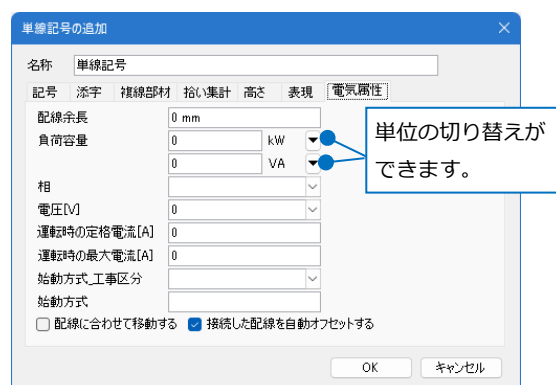 単線記号の追加
名称 単線記号
記号 添字 複線部材 拾い集計 高さ 表現 電気属性
配線余長 0 mm
負荷容量 0 kW
0 VA
相
電圧[V] 0
運転時の定格電流[A] 0
運転時の最大電流[A] 0
始動方式_工事区分
始動方式
配線に合わせて移動する 接続した配線を自動オフセットする
OK キャンセル
単位の切り替えが
できます。